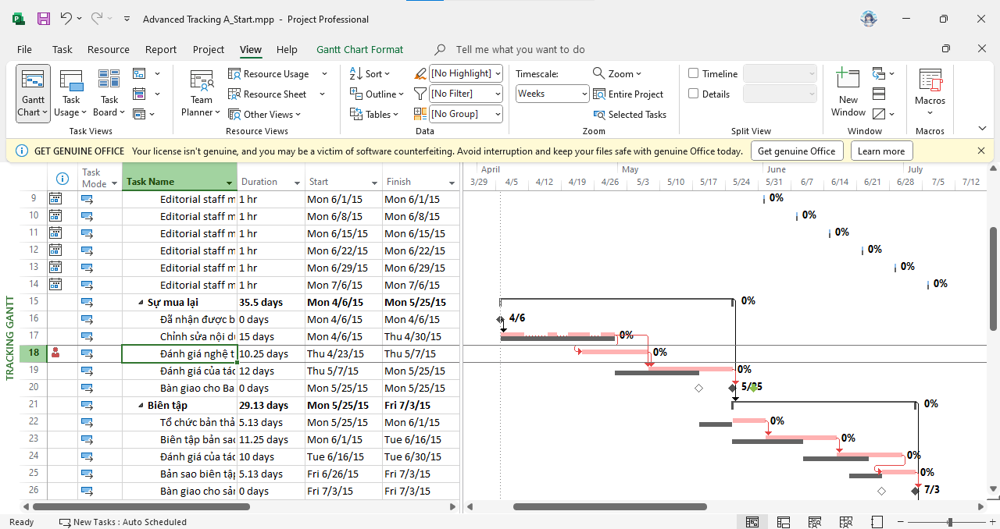 Advanced Tracking A_Start.mpp - Project Professional
File Task Resource Report Project View Help Gantt Chart Format Tell me what you want to do
Gantt Chart
Task Usage
Task Board
Task Views
Team Planner
Resource Usage
Resource Sheet
Other Views
Resource Views
Sort
Outline
Tables
[No Highlight]
[No Filter]
[No Group]
Data
Timescale:
Weeks
Zoom
Entire Project
Selected Tasks
Zoom
Timeline
Details
Split View
New Window
Window
Macros
Macros
GET GENUINE OFFICE Your license isn't genuine, and you may be a victim of software counterfeiting. Avoid interruption and keep your files safe with genuine Office today. Get genuine Office Learn more
Task Mode Task Name Duration Start Finish
April May June July
3/29 4/5 4/12 4/19 4/26 5/3 5/10 5/17 5/24 5/31 6/7 6/14 6/21 6/28 7/5 7/12
TRACKING GANTT
9 Editorial staff m 1 hr Mon 6/1/15 Mon 6/1/15 0%
10 Editorial staff m 1 hr Mon 6/8/15 Mon 6/8/15 0%
11 Editorial staff m 1 hr Mon 6/15/15 Mon 6/15/15 0%
12 Editorial staff m 1 hr Mon 6/22/15 Mon 6/22/15 0%
13 Editorial staff m 1 hr Mon 6/29/15 Mon 6/29/15 0%
14 Editorial staff m 1 hr Mon 7/6/15 Mon 7/6/15 0%
15 Sự mua lại 35.5 days Mon 4/6/15 Mon 5/25/15 0%
16 Đã nhận được b 0 days Mon 4/6/15 Mon 4/6/15 4/6
17 Chỉnh sửa nội du 15 days Mon 4/6/15 Thu 4/30/15 0%
18 Đánh giá nghệ t 10.25 days Thu 4/23/15 Thu 5/7/15 0%
19 Đánh giá của tác 12 days Thu 5/7/15 Mon 5/25/15 0%
20 Bàn giao cho Ba 0 days Mon 5/25/15 Mon 5/25/15 5/25
21 Biên tập 29.13 days Mon 5/25/15 Fri 7/3/15 0%
22 Tổ chức bản thả 5.13 days Mon 5/25/15 Mon 6/1/15 0%
23 Biên tập bản sao 11.25 days Mon 6/1/15 Tue 6/16/15 0%
24 Đánh giá của tác 10 days Tue 6/16/15 Tue 6/30/15 0%
25 Bản sao biên tập 5.13 days Fri 6/26/15 Fri 7/3/15 0%
26 Bàn giao cho sản 0 days Fri 7/3/15 Fri 7/3/15 7/3
Ready New Tasks : Auto Scheduled